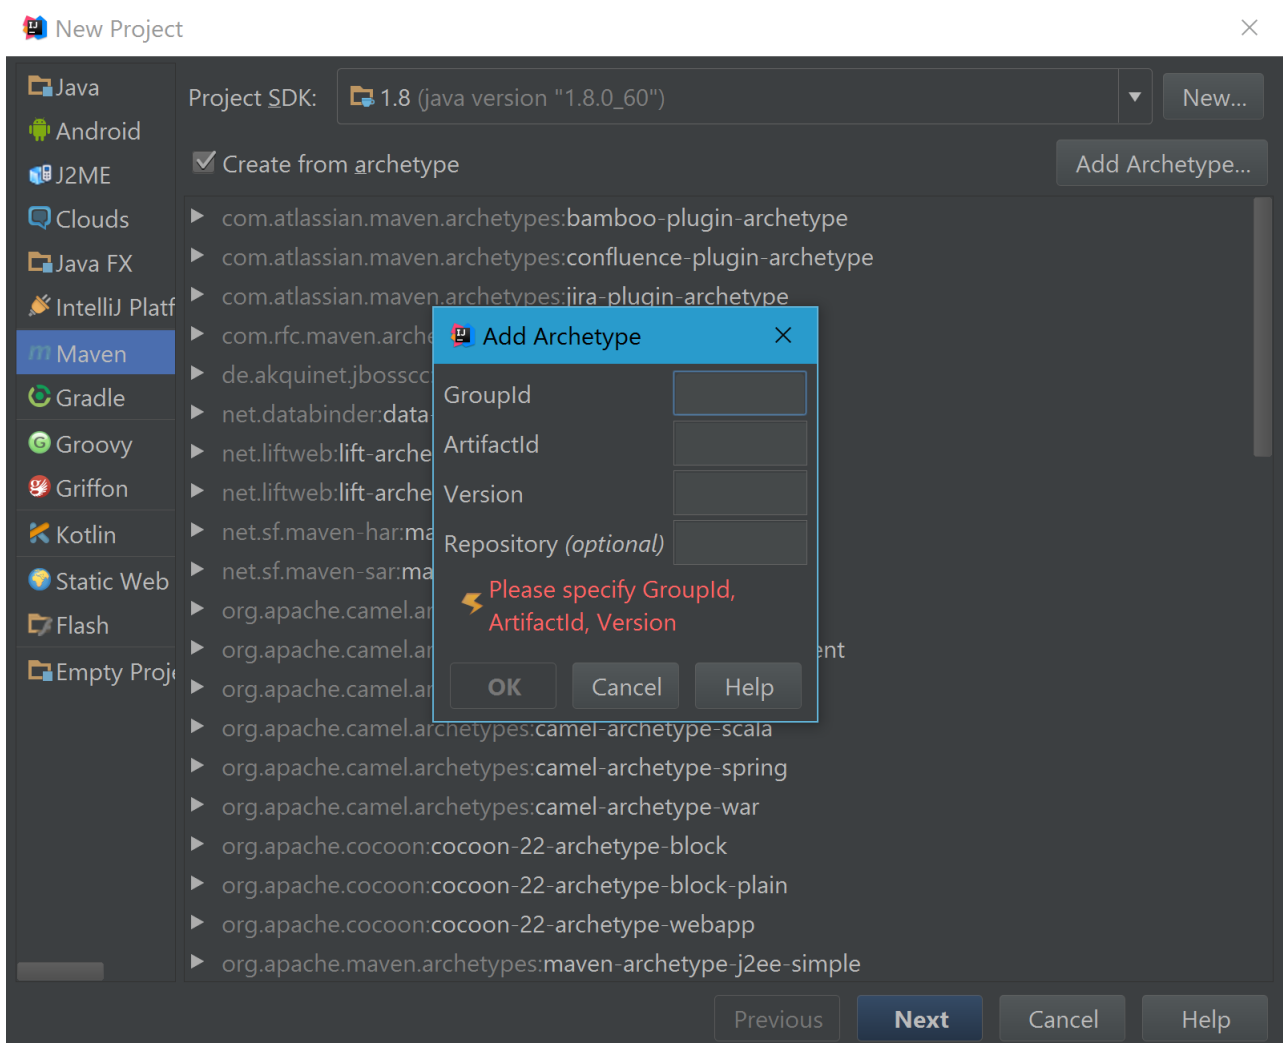 New Project
Java
Android
J2ME
Clouds
Java FX
IntelliJ Platf
Maven
Gradle
Groovy
Griffon
Kotlin
Static Web
Flash
Empty Proje
Project SDK: 1.8 (java version "1.8.0_60") New...
Create from archetype Add Archetype...
com.atlassian.maven.archetypes:bamboo-plugin-archetype
com.atlassian.maven.archetypes:confluence-plugin-archetype
com.atlassian.maven.archetypes:jira-plugin-archetype
com.rfc.maven.arche
de.akquinet.jbosscc
net.databinder:data-
net.liftweb:lift-arche
net.liftweb:lift-arche
net.sf.maven-har:ma
net.sf.maven-sar:ma
org.apache.camel.ar
org.apache.camel.ar ent
org.apache.camel.ar
org.apache.camel.archetypes:camel-archetype-scala
org.apache.camel.archetypes:camel-archetype-spring
org.apache.camel.archetypes:camel-archetype-war
org.apache.cocoon:cocoon-22-archetype-block
org.apache.cocoon:cocoon-22-archetype-block-plain
org.apache.cocoon:cocoon-22-archetype-webapp
org.apache.maven.archetypes:maven-archetype-j2ee-simple
Add Archetype
GroupId
ArtifactId
Version
Repository (optional)
Please specify GroupId,
ArtifactId, Version
OK Cancel Help
Previous Next Cancel Help